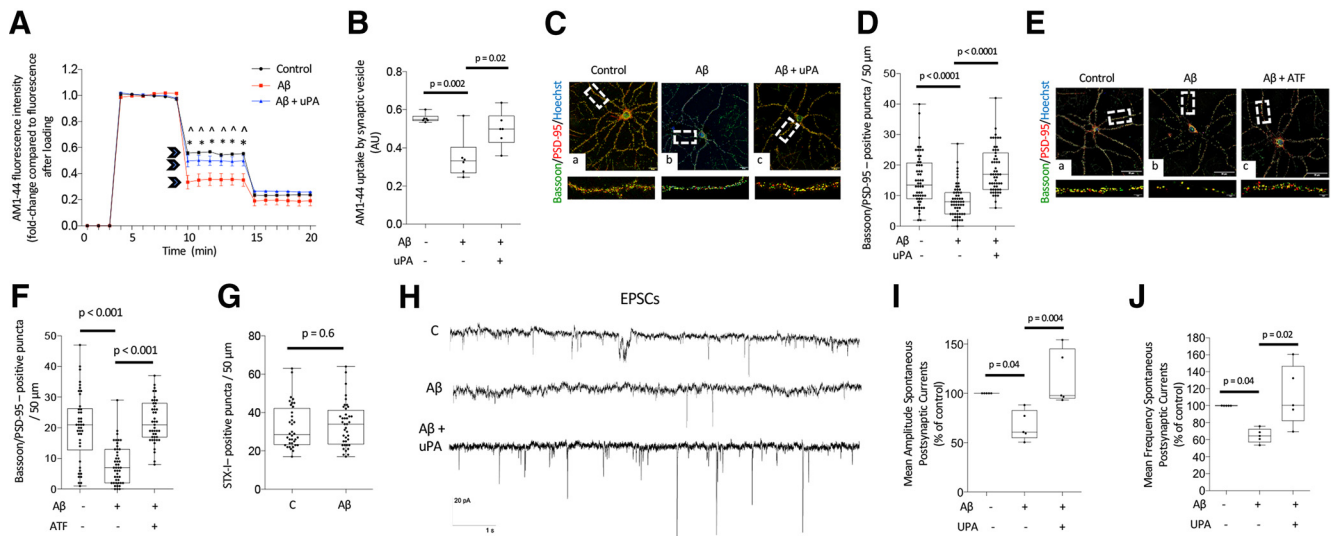 A
AM1-44 fluorescence intensity
(fold-change compared to fluorescence
after loading)
1.2
1.0
0.8
0.6
0.4
0.2
0.0
5 10 15 20
Time (min)
Control
Aβ
Aβ + uPA
^ ^ ^ ^ ^ ^
* * * * * *
B
AM1-44 uptake by synaptic vesicle
(AU)
0.8
0.6
0.4
0.2
0.0
p = 0.02
p = 0.002
Aβ - + +
uPA - - +
C
Control Aβ Aβ + uPA
Bassoon/PSD-95/Hoechst
a b c
Bassoon/PSD-95
D
Bassoon/PSD-95 – positive puncta / 50 μm
50
40
30
20
10
0
p < 0.0001
p < 0.0001
Aβ - + +
uPA - - +
E
Control Aβ Aβ + ATF
Bassoon/PSD-95/Hoechst
a b c
Bassoon/PSD-95
F
Bassoon/PSD-95 – positive puncta
/ 50 μm
50
40
30
20
10
0
p < 0.001
p < 0.001
Aβ - + +
ATF - - +
G
STX-I– positive puncta / 50 μm
80
60
40
20
0
p = 0.6
C Aβ
H
EPSCs
C
Aβ
Aβ +
uPA
20 pA
1 s
I
Mean Amplitude Spontaneous
Postsynaptic Currents
(% of control)
150
100
50
0
p = 0.004
p = 0.04
Aβ - + +
UPA - - +
J
Mean Frequency Spontaneous
Postsynaptic Currents
(% of control)
180
160
140
120
100
80
60
40
20
0
p = 0.02
p = 0.04
Aβ - + +
UPA - - +